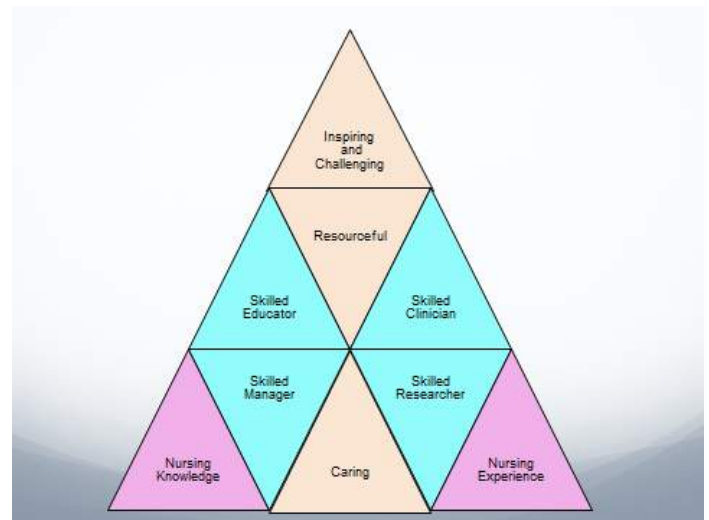 Inspiring
and
Challenging
Resourceful
Skilled
Educator
Skilled
Clinician
Skilled
Manager
Skilled
Researcher
Nursing
Knowledge
Caring
Nursing
Experience